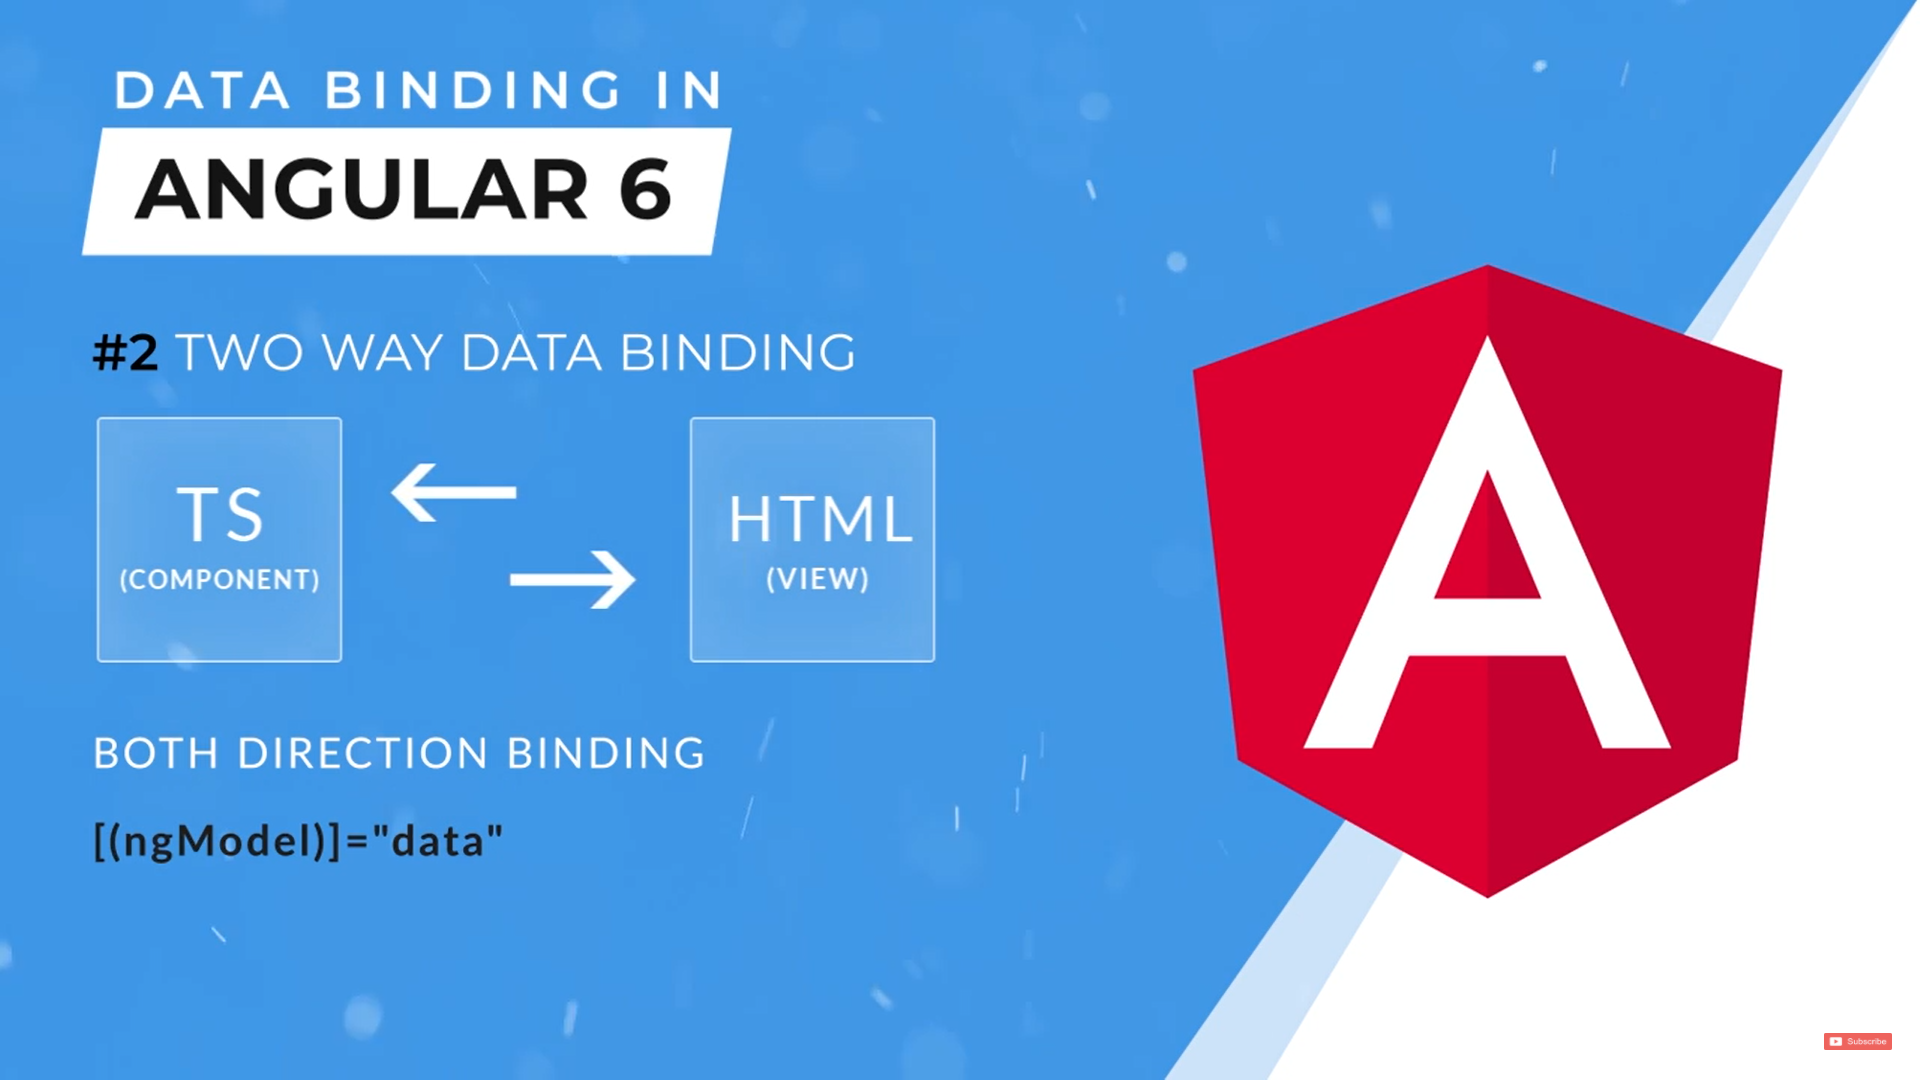 DATA BINDING IN
ANGULAR 6
#2 TWO WAY DATA BINDING
TS
(COMPONENT)
HTML
(VIEW)
BOTH DIRECTION BINDING
[(ngModel)]="data"
Subscribe